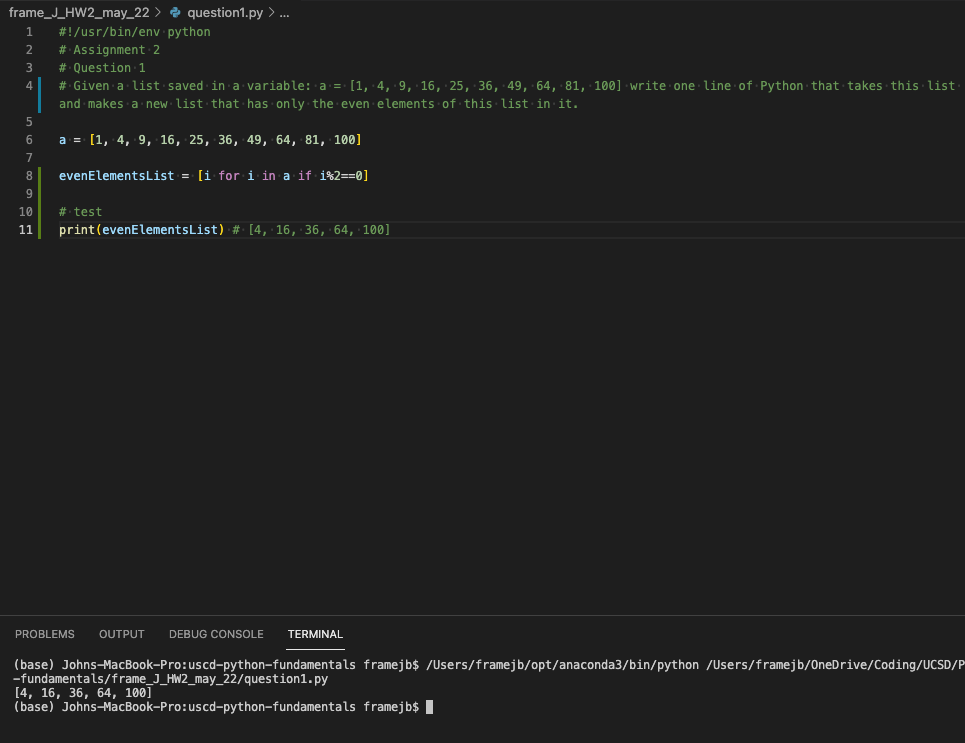 frame_J_HW2_may_22 > question1.py > ...
1 #!/usr/bin/env python
2 # Assignment 2
3 # Question 1
4 # Given a list saved in a variable: a = [1, 4, 9, 16, 25, 36, 49, 64, 81, 100] write one line of Python that takes this list
and makes a new list that has only the even elements of this list in it.
5
6 a = [1, 4, 9, 16, 25, 36, 49, 64, 81, 100]
7
8 evenElementsList = [i for i in a if i%2==0]
9
10 # test
11 print(evenElementsList) # [4, 16, 36, 64, 100]
PROBLEMS OUTPUT DEBUG CONSOLE TERMINAL
(base) Johns-MacBook-Pro:uscd-python-fundamentals framejb$ /Users/framejb/opt/anaconda3/bin/python /Users/framejb/OneDrive/Coding/UCSD/P
-fundamentals/frame_J_HW2_may_22/question1.py
[4, 16, 36, 64, 100]
(base) Johns-MacBook-Pro:uscd-python-fundamentals framejb$